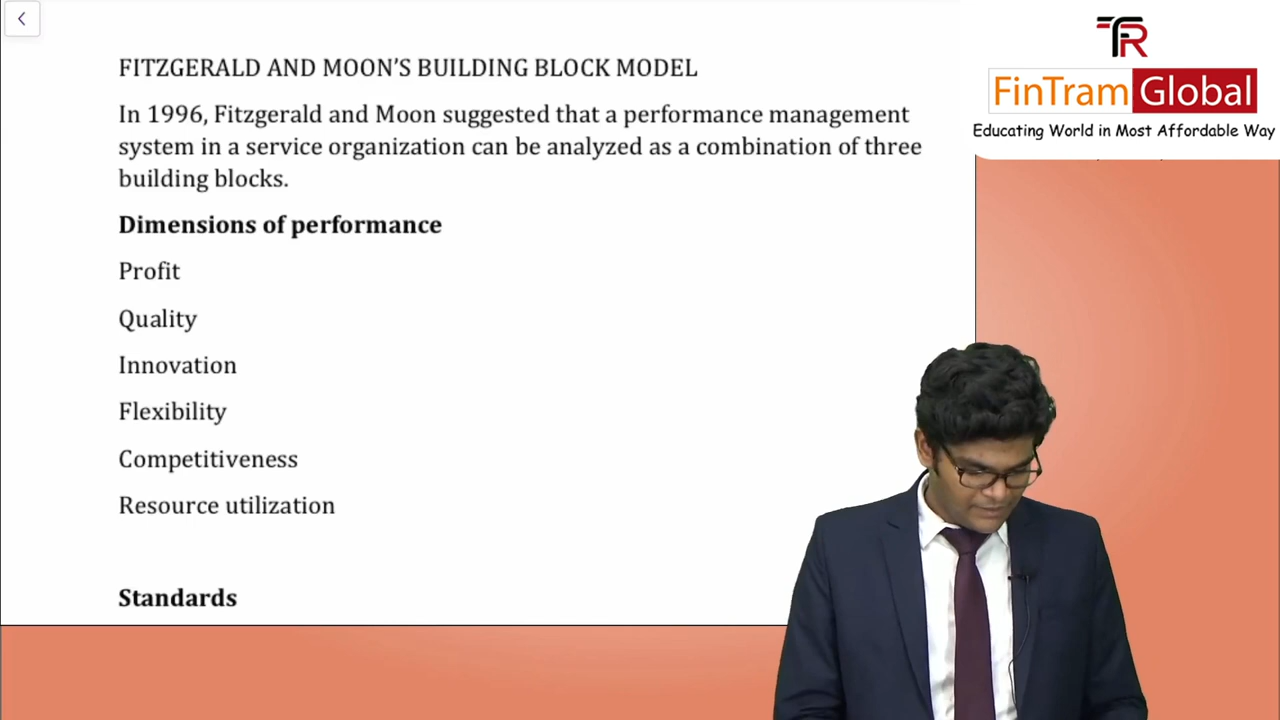 FITZGERALD AND MOON’S BUILDING BLOCK MODEL
In 1996, Fitzgerald and Moon suggested that a performance management
system in a service organization can be analyzed as a combination of three
building blocks.
Dimensions of performance
Profit
Quality
Innovation
Flexibility
Competitiveness
Resource utilization
Standards
FinTram Global
Educating World in Most Affordable Way